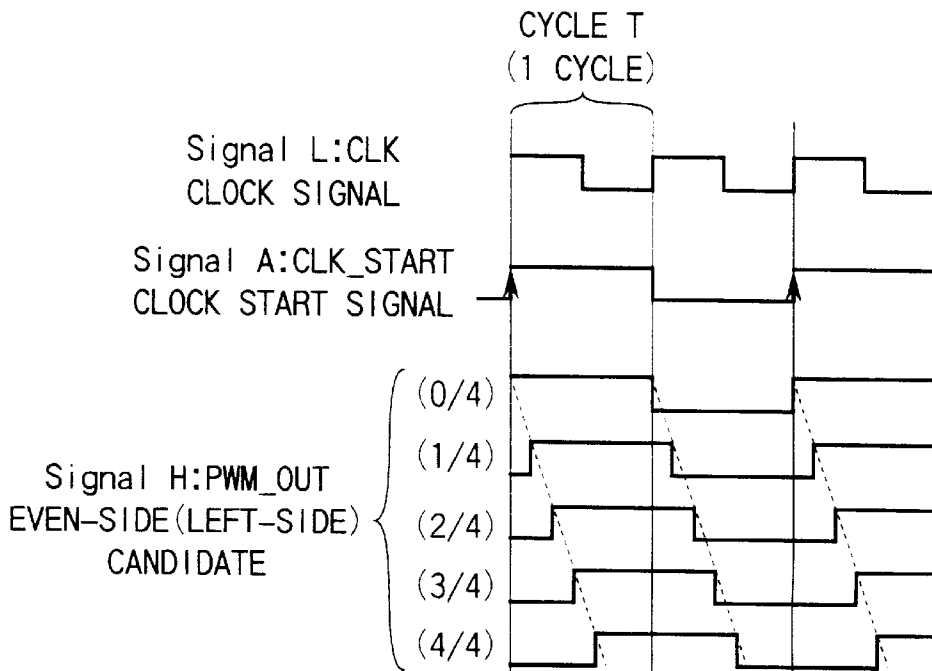 CYCLE T
(1 CYCLE)
Signal L:CLK
CLOCK SIGNAL
Signal A:CLK_START
CLOCK START SIGNAL
(0/4)
(1/4)
Signal H:PWM_OUT
EVEN-SIDE(LEFT-SIDE)
CANDIDATE
(2/4)
(3/4)
(4/4)